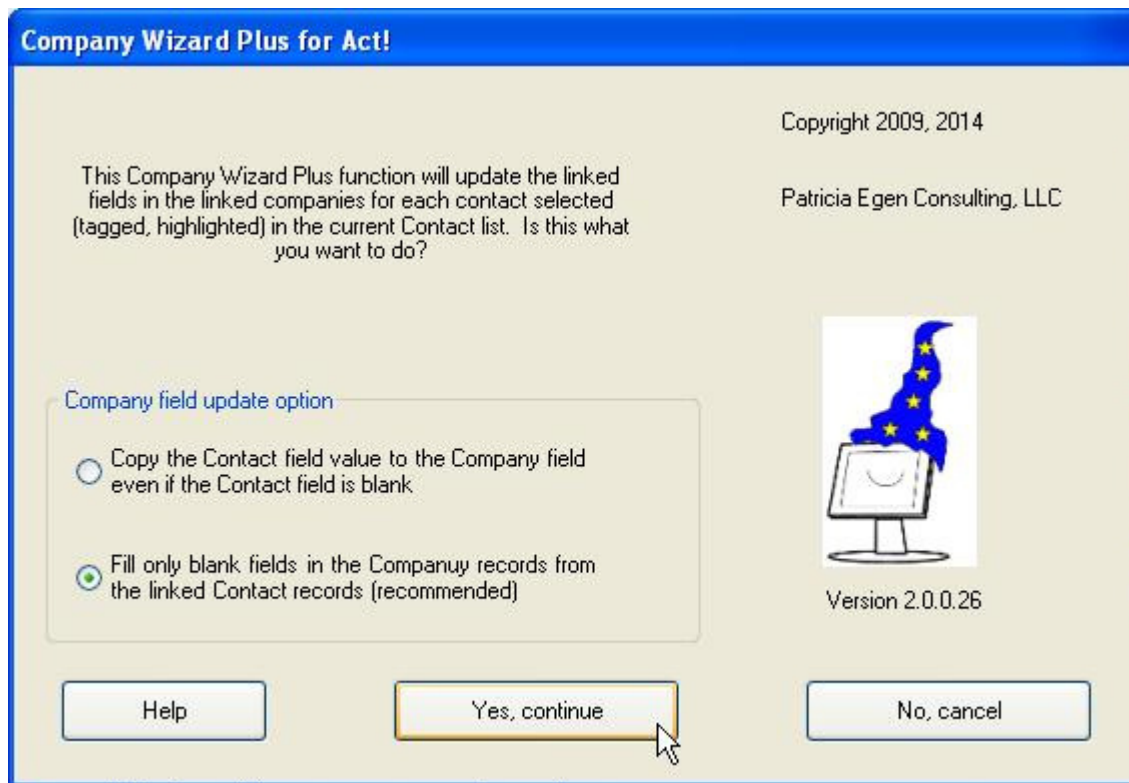 Company Wizard Plus for Act!
Copyright 2009, 2014
This Company Wizard Plus function will update the linked
fields in the linked companies for each contact selected
(tagged, highlighted) in the current Contact list.  Is this what
you want to do?
Patricia Egen Consulting, LLC
Company field update option
Copy the Contact field value to the Company field
even if the Contact field is blank
Fill only blank fields in the Companuy records from
the linked Contact records (recommended)
Version 2.0.0.26
Help
Yes, continue
No, cancel